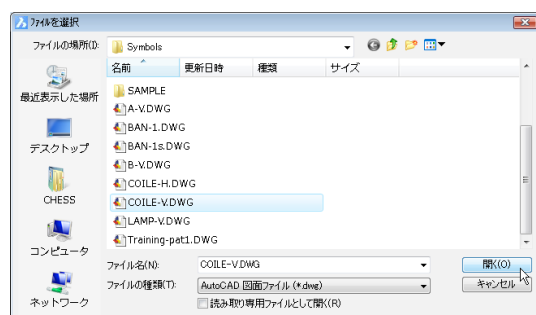 ファイルを選択
ファイルの場所(I):
Symbols
名前
更新日時
種類
サイズ
最近表示した場所
デスクトップ
CHESS
コンピュータ
ネットワーク
SAMPLE
A-V.DWG
BAN-1.DWG
BAN-1s.DWG
B-V.DWG
COILE-H.DWG
COILE-V.DWG
LAMP-V.DWG
Training-pat1.DWG
ファイル名(N):
COILE-V.DWG
開く(O)
ファイルの種類(T):
AutoCAD 図面ファイル (*.dwg)
キャンセル
読み取り専用ファイルとして開く(R)